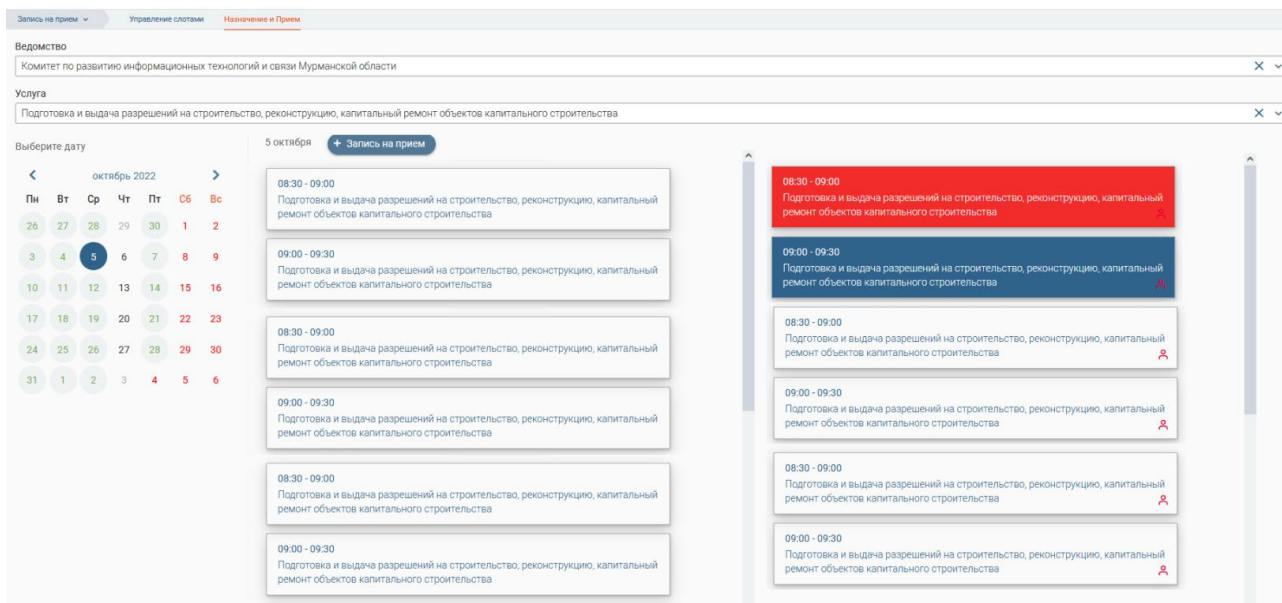 Запись на прием
Управление слотами
Назначение и Прием
Ведомство
Комитет по развитию информационных технологий и связи Мурманской области
Услуга
Подготовка и выдача разрешений на строительство, реконструкцию, капитальный ремонт объектов капитального строительства
Выберите дату
октябрь 2022
Пн Вт Ср Чт Пт Сб Вс
26 27 28 29 30 1 2
3 4 5 6 7 8 9
10 11 12 13 14 15 16
17 18 19 20 21 22 23
24 25 26 27 28 29 30
31 1 2 3 4 5 6
5 октября
+ Запись на прием
08:30 - 09:00
Подготовка и выдача разрешений на строительство, реконструкцию, капитальный
ремонт объектов капитального строительства
09:00 - 09:30
Подготовка и выдача разрешений на строительство, реконструкцию, капитальный
ремонт объектов капитального строительства
08:30 - 09:00
Подготовка и выдача разрешений на строительство, реконструкцию, капитальный
ремонт объектов капитального строительства
09:00 - 09:30
Подготовка и выдача разрешений на строительство, реконструкцию, капитальный
ремонт объектов капитального строительства
08:30 - 09:00
Подготовка и выдача разрешений на строительство, реконструкцию, капитальный
ремонт объектов капитального строительства
09:00 - 09:30
Подготовка и выдача разрешений на строительство, реконструкцию, капитальный
ремонт объектов капитального строительства
08:30 - 09:00
Подготовка и выдача разрешений на строительство, реконструкцию, капитальный
ремонт объектов капитального строительства
09:00 - 09:30
Подготовка и выдача разрешений на строительство, реконструкцию, капитальный
ремонт объектов капитального строительства
08:30 - 09:00
Подготовка и выдача разрешений на строительство, реконструкцию, капитальный
ремонт объектов капитального строительства
09:00 - 09:30
Подготовка и выдача разрешений на строительство, реконструкцию, капитальный
ремонт объектов капитального строительства
08:30 - 09:00
Подготовка и выдача разрешений на строительство, реконструкцию, капитальный
ремонт объектов капитального строительства
09:00 - 09:30
Подготовка и выдача разрешений на строительство, реконструкцию, капитальный
ремонт объектов капитального строительства